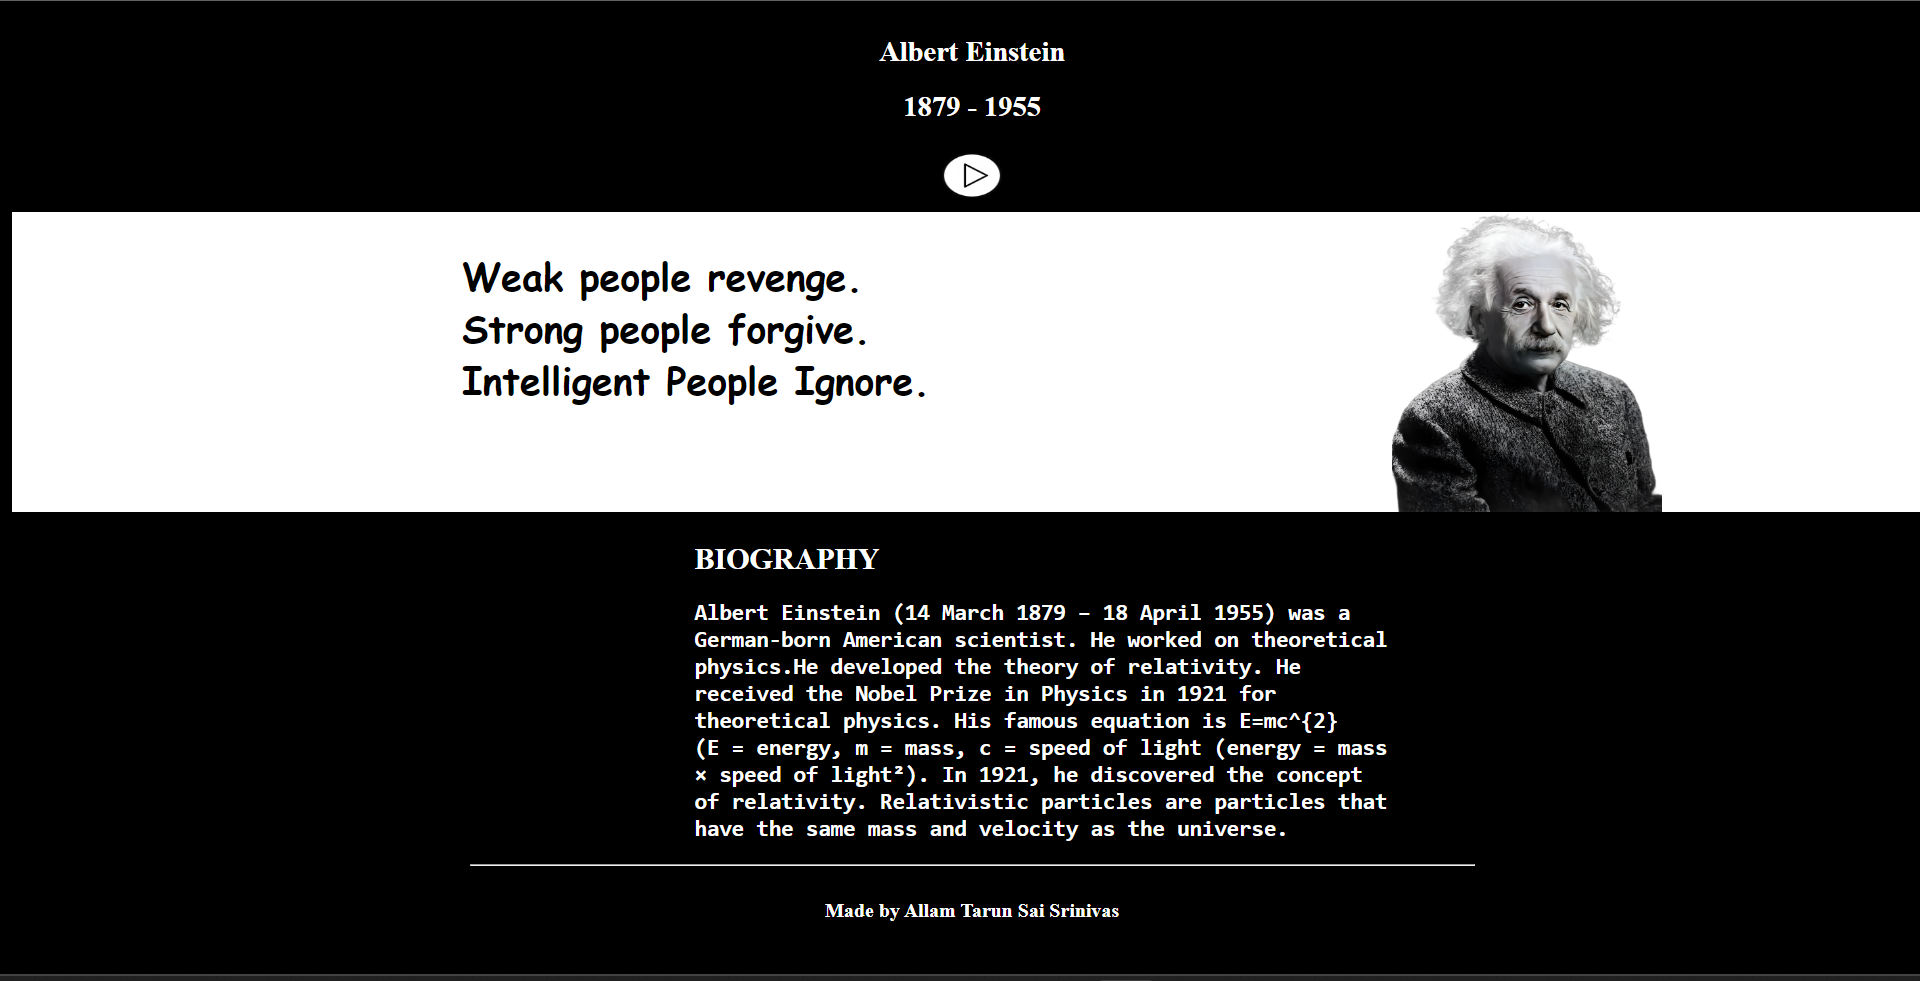 Albert Einstein
1879 - 1955
Weak people revenge.
Strong people forgive.
Intelligent People Ignore.
BIOGRAPHY
Albert Einstein (14 March 1879 – 18 April 1955) was a
German-born American scientist. He worked on theoretical
physics.He developed the theory of relativity. He
received the Nobel Prize in Physics in 1921 for
theoretical physics. His famous equation is E=mc^{2}
(E = energy, m = mass, c = speed of light (energy = mass
× speed of light²). In 1921, he discovered the concept
of relativity. Relativistic particles are particles that
have the same mass and velocity as the universe.
Made by Allam Tarun Sai Srinivas